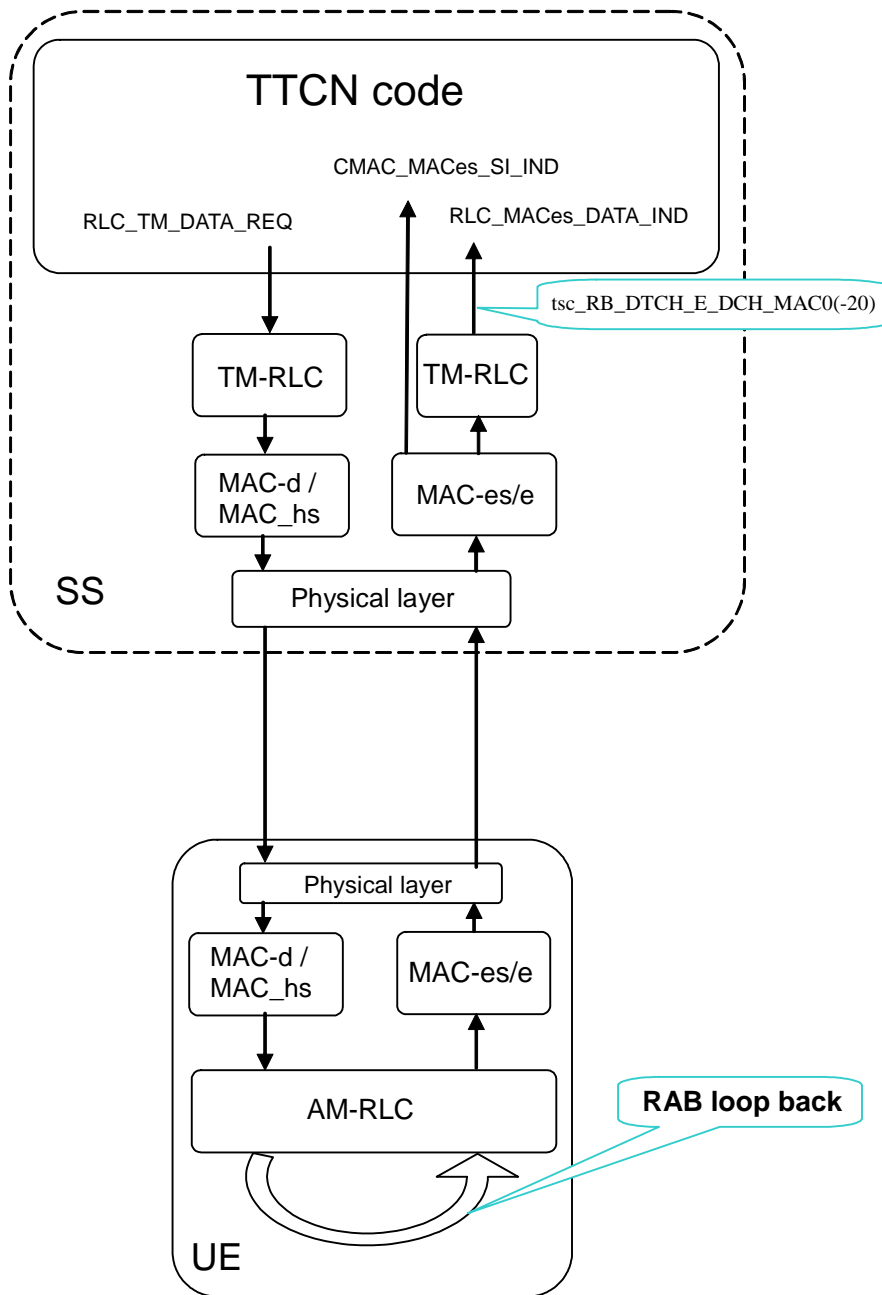 TTCN code
CMAC_MACes_SI_IND
RLC_MACes_DATA_IND
RLC_TM_DATA_REQ
tsc_RB_DTCH_E_DCH_MAC0(-20)
TM-RLC
TM-RLC
MAC-d /
MAC_hs
MAC-es/e
SS
Physical layer
Physical layer
MAC-d /
MAC_hs
MAC-es/e
AM-RLC
RAB loop back
UE